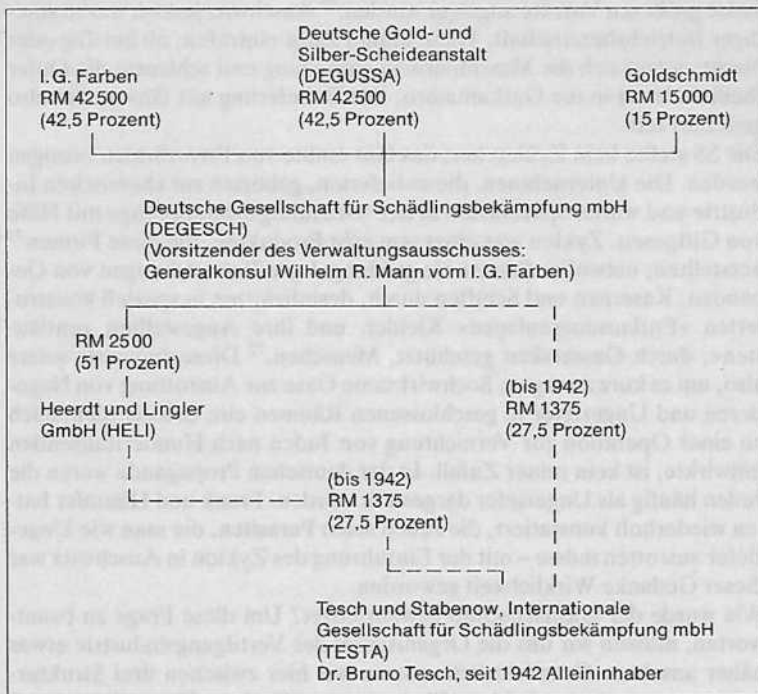 I.G. Farben
RM 42500
(42,5 Prozent)
Deutsche Gold- und
Silber-Scheideanstalt
(DEGUSSA)
RM 42500
(42,5 Prozent)
Goldschmidt
RM 15000
(15 Prozent)
Deutsche Gesellschaft für Schädlingsbekämpfung mbH
(DEGESCH)
(Vorsitzender des Verwaltungsausschusses:
Generalkonsul Wilhelm R. Mann vom I.G. Farben)
RM 2500
(51 Prozent)
Heerdt und Lingler
GmbH (HELI)
(bis 1942)
RM 1375
(27,5 Prozent)
(bis 1942)
RM 1375
(27,5 Prozent)
Tesch und Stabenow, Internationale
Gesellschaft für Schädlingsbekämpfung mbH
(TESTA)
Dr. Bruno Tesch, seit 1942 Alleininhaber